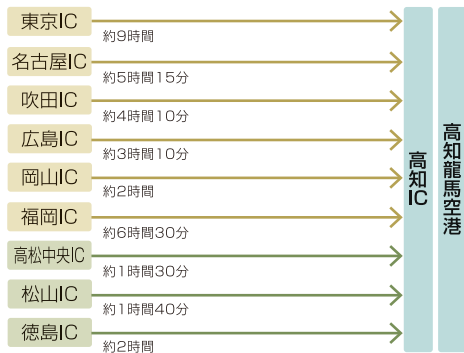 東京IC
約9時間
名古屋IC
約5時間15分
吹田IC
約4時間10分
広島IC
約3時間10分
岡山IC
約2時間
福岡IC
約6時間30分
高松中央IC
約1時間30分
松山IC
約1時間40分
徳島IC
約2時間
高知IC
高知龍馬空港